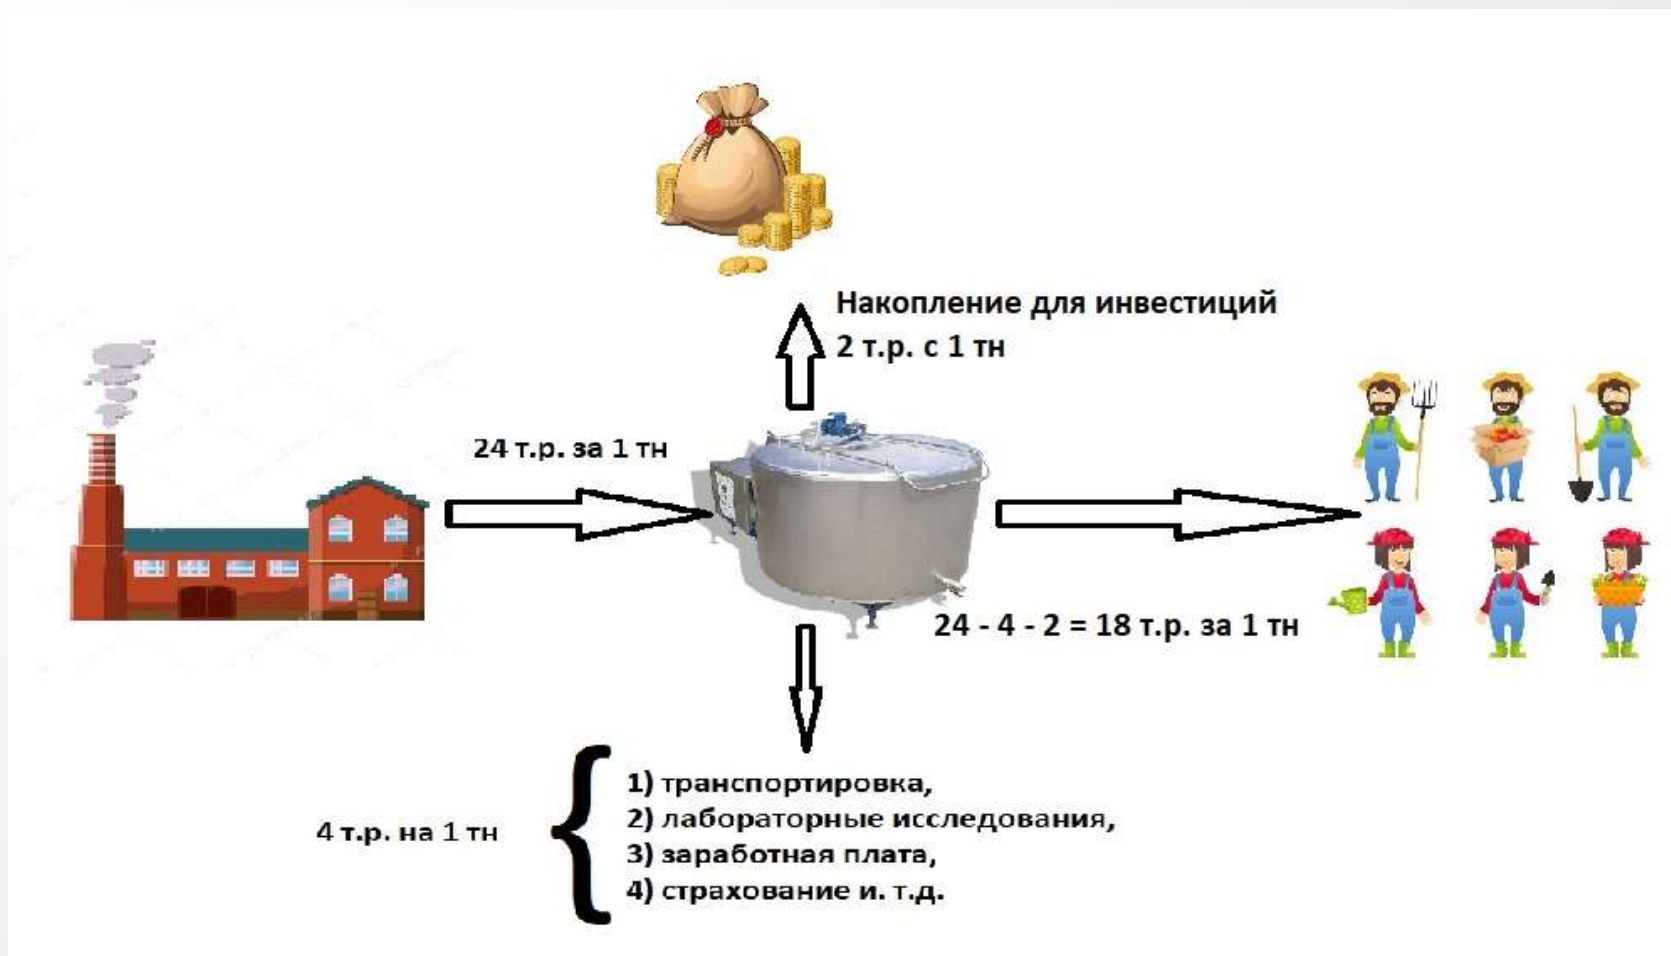 Накопление для инвестиций
2 т.р. с 1 тн
24 т.р. за 1 тн
24 - 4 - 2 = 18 т.р. за 1 тн
4 т.р. на 1 тн
1) транспортировка,
2) лабораторные исследования,
3) заработная плата,
4) страхование и. т.д.